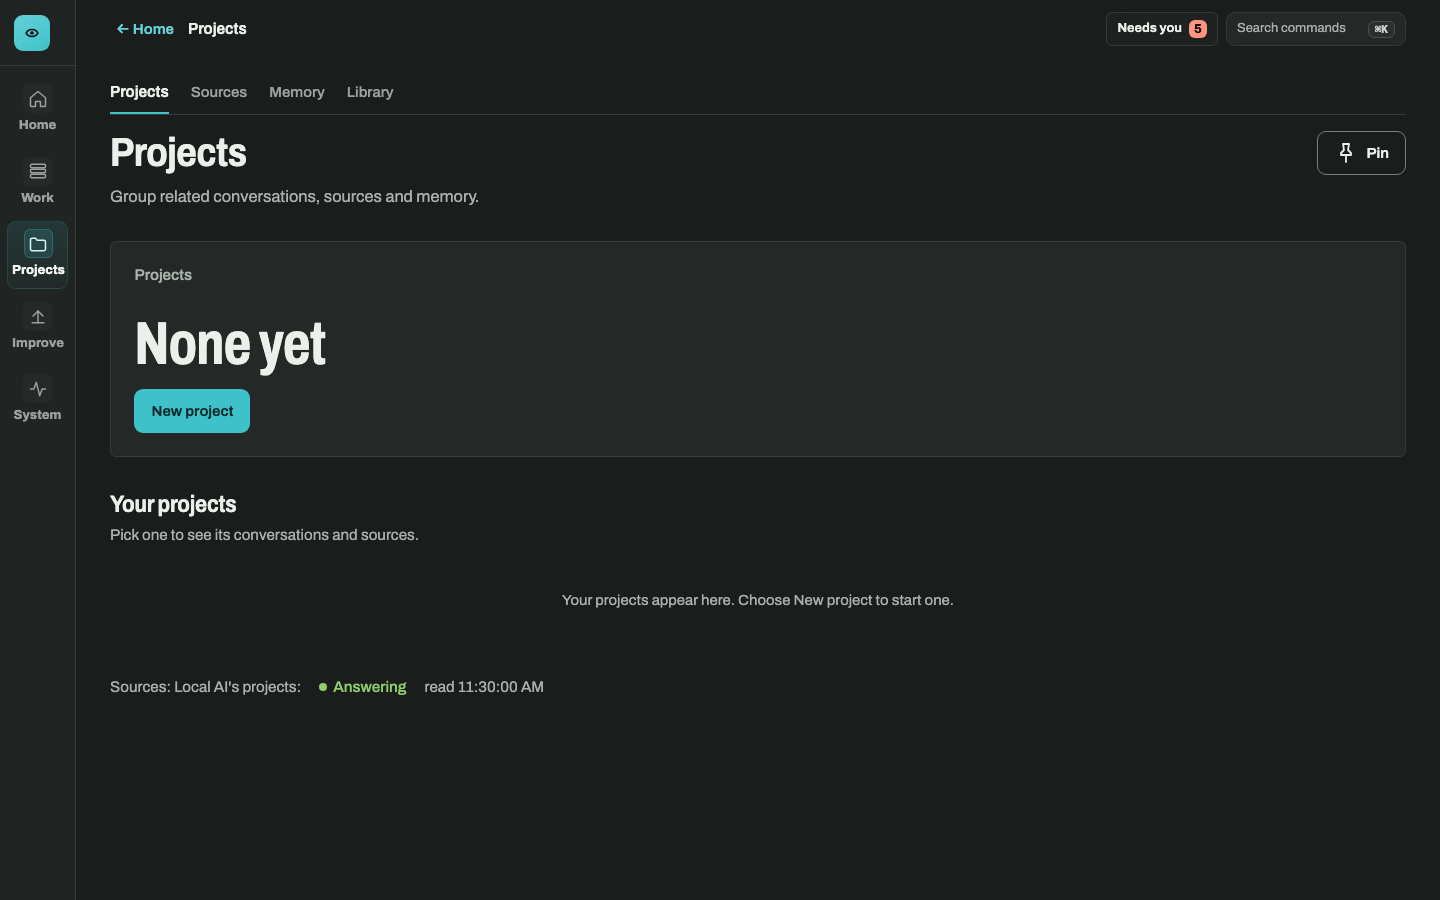 ← Home Projects
Needs you 5
Search commands ⌘K
Home
Work
Projects
Improve
System
Projects Sources Memory Library
Projects
Pin
Group related conversations, sources and memory.
Projects
None yet
New project
Your projects
Pick one to see its conversations and sources.
Your projects appear here. Choose New project to start one.
Sources: Local AI's projects: Answering read 11:30:00 AM